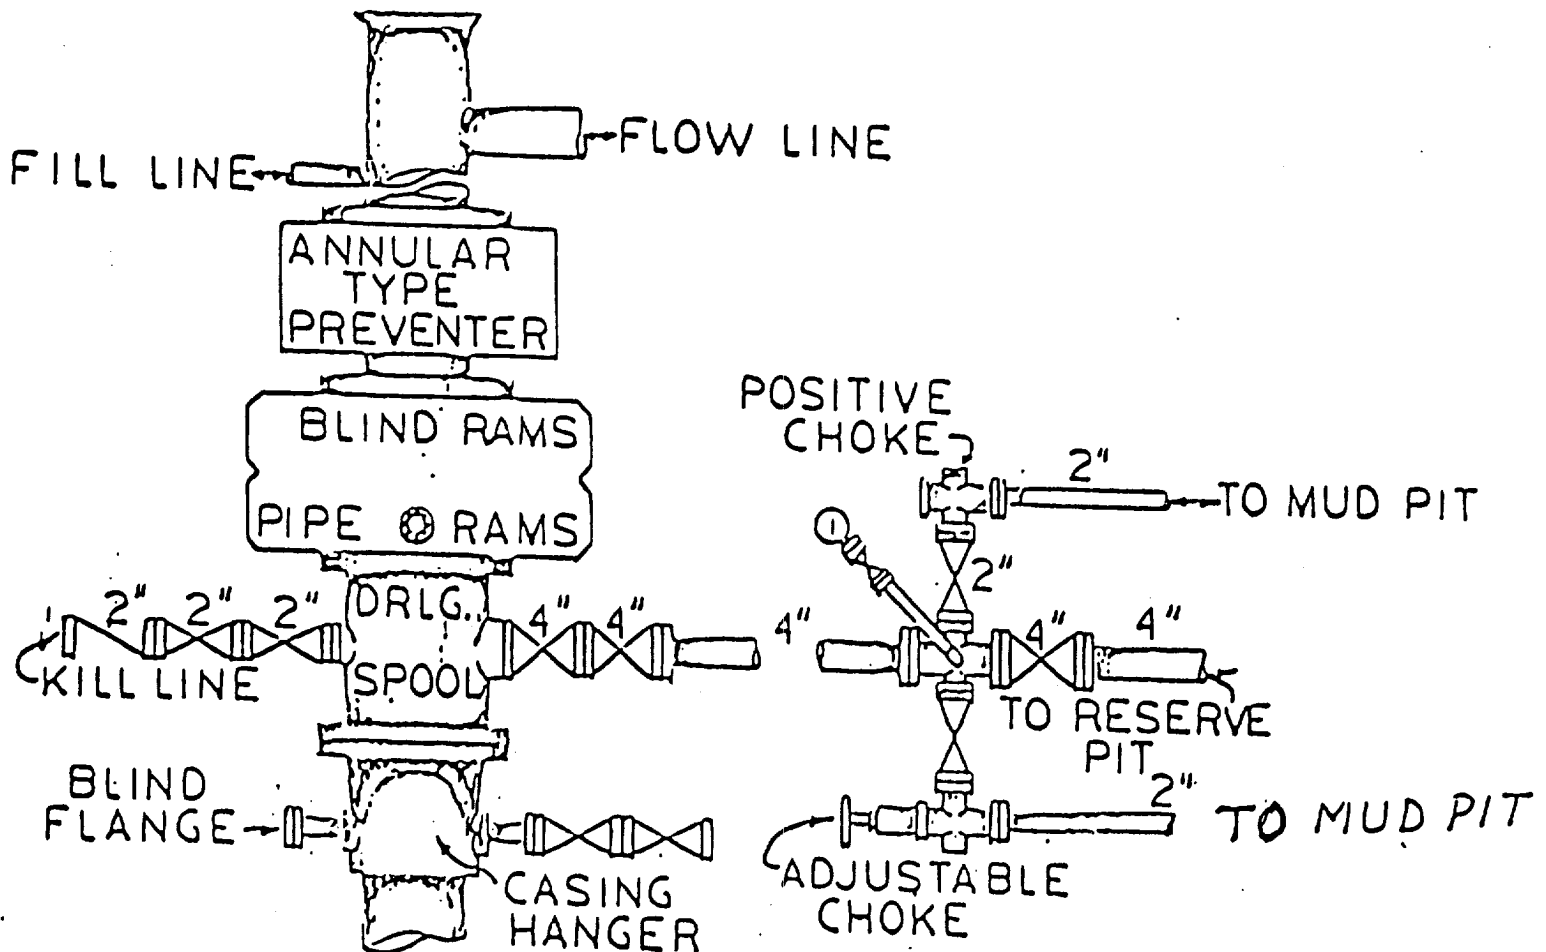 FLOW LINE
FILL LINE
ANNULAR
TYPE
PREVENTER
BLIND RAMS
PIPE RAMS
POSITIVE
CHOKE
2"
TO MUD PIT
2"
2" 2" 2"
DRLG.
SPOOL
4" 4"
4"
4" 4"
KILL LINE
TO RESERVE
PIT
BLIND
FLANGE
2"
TO MUD PIT
CASING
HANGER
ADJUSTABLE
CHOKE